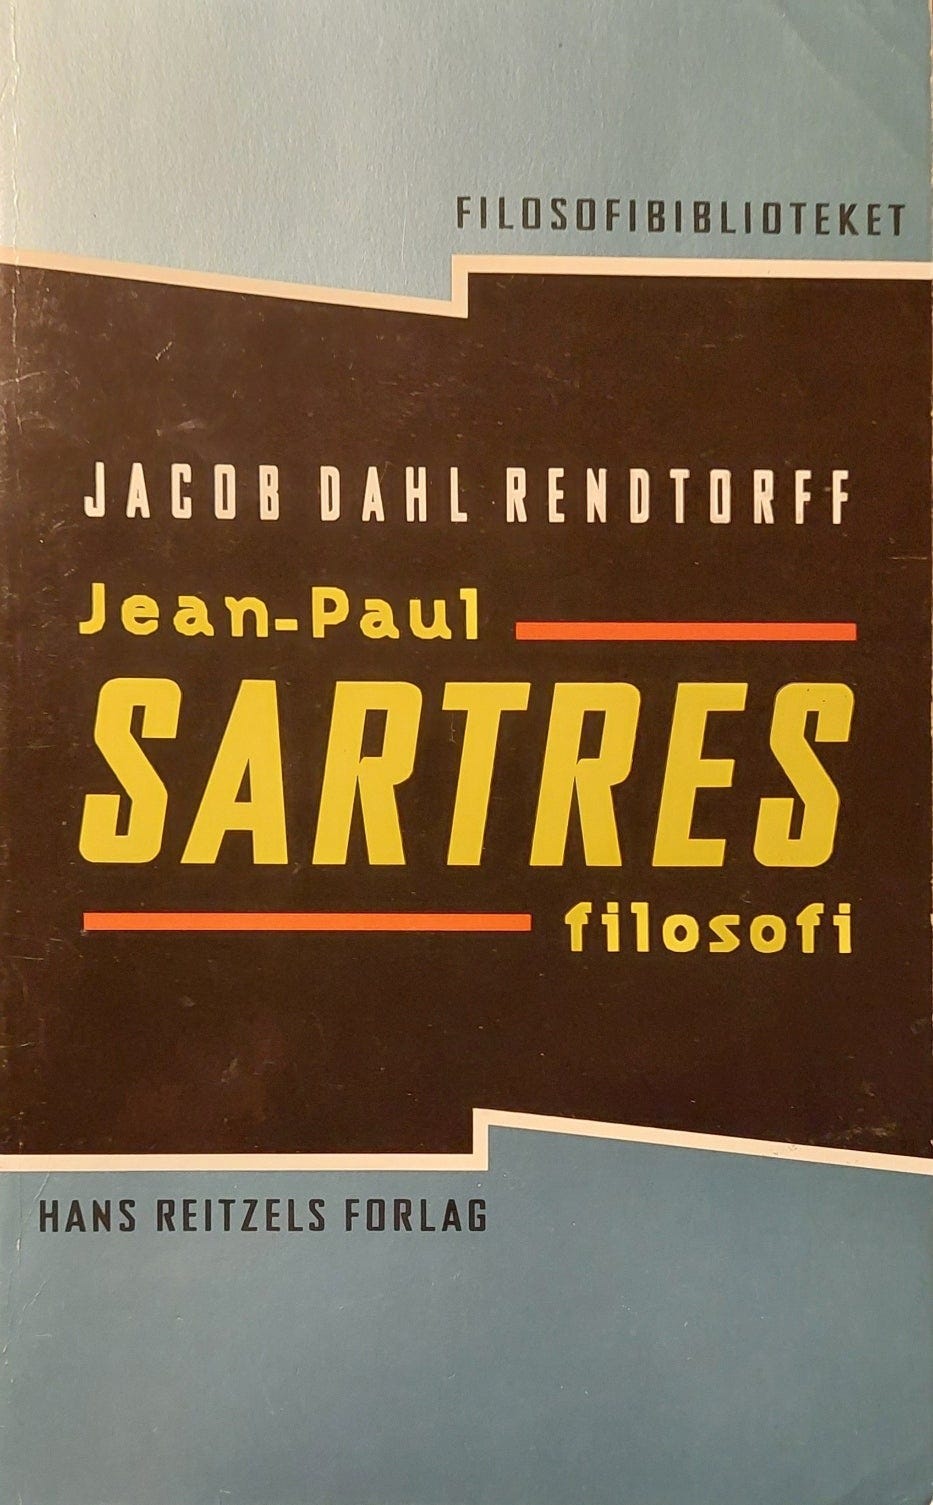 FILOSOFIBIBLIOTEKET
JACOB DAHL RENDTORFF
Jean-Paul
SARTRES
filosofi
HANS REITZELS FORLAG